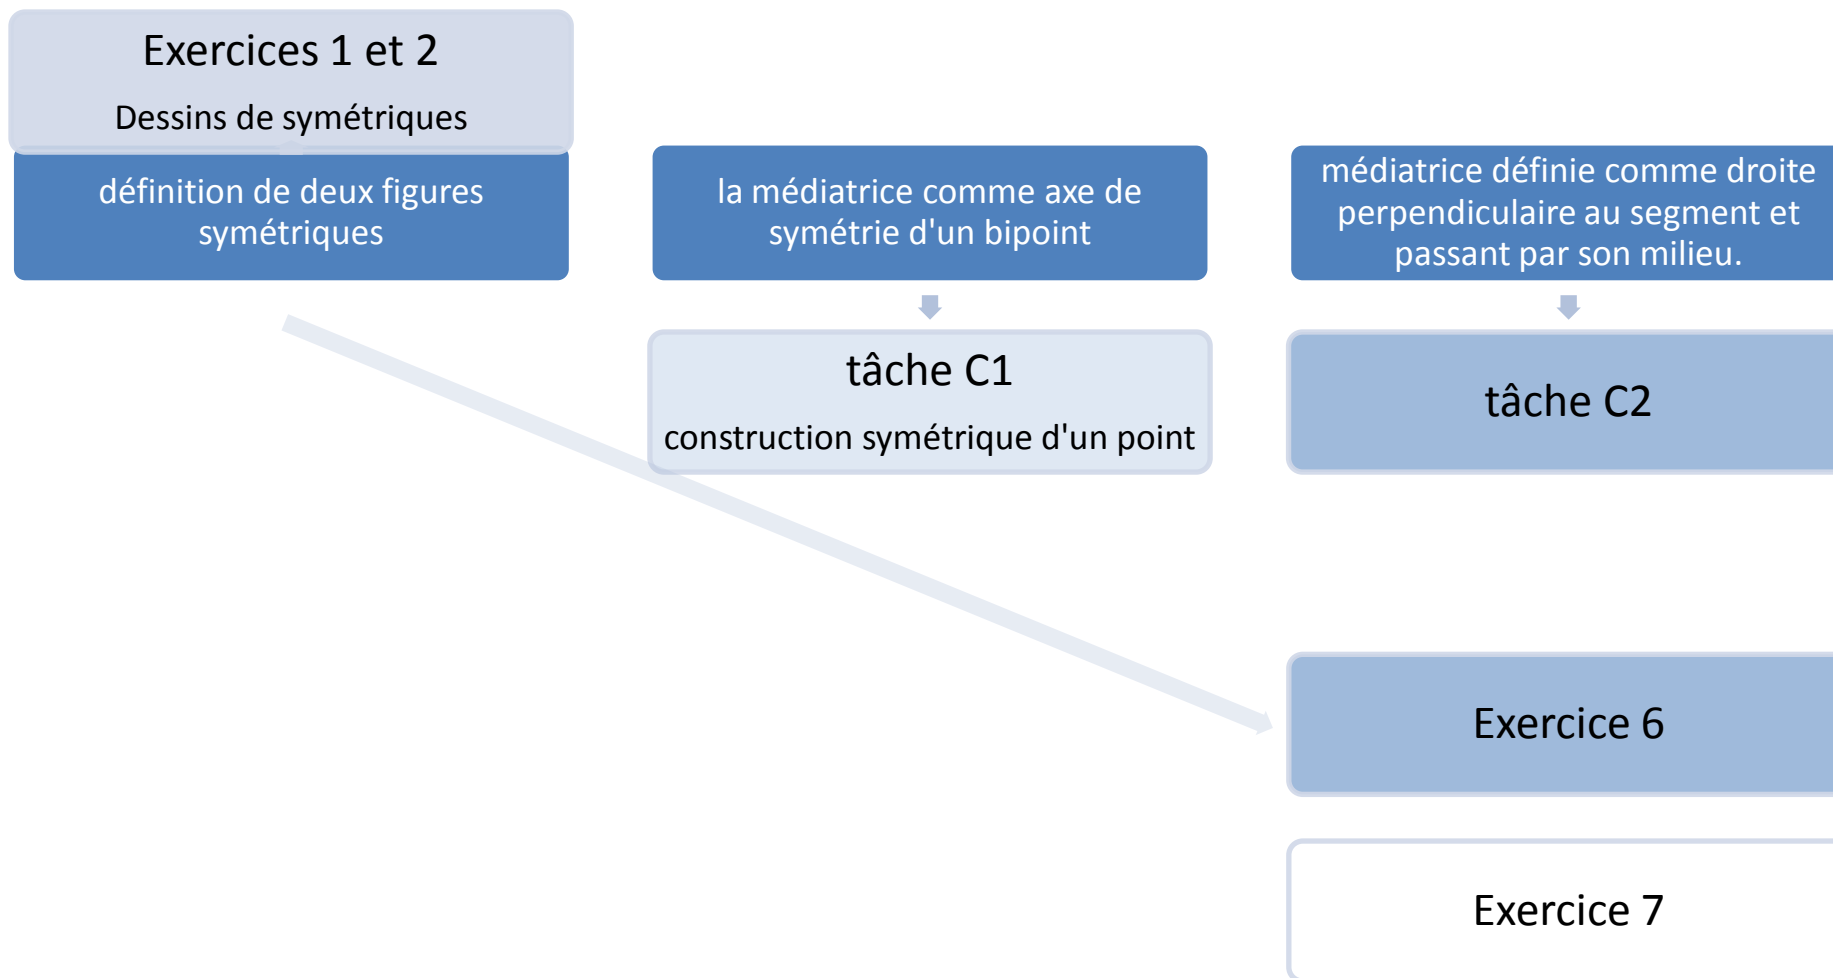 Exercices 1 et 2
Dessins de symétriques
définition de deux figures
symétriques
la médiatrice comme axe de
symétrie d'un bipoint
médiatrice définie comme droite
perpendiculaire au segment et
passant par son milieu.
tâche C1
construction symétrique d'un point
tâche C2
Exercice 6
Exercice 7